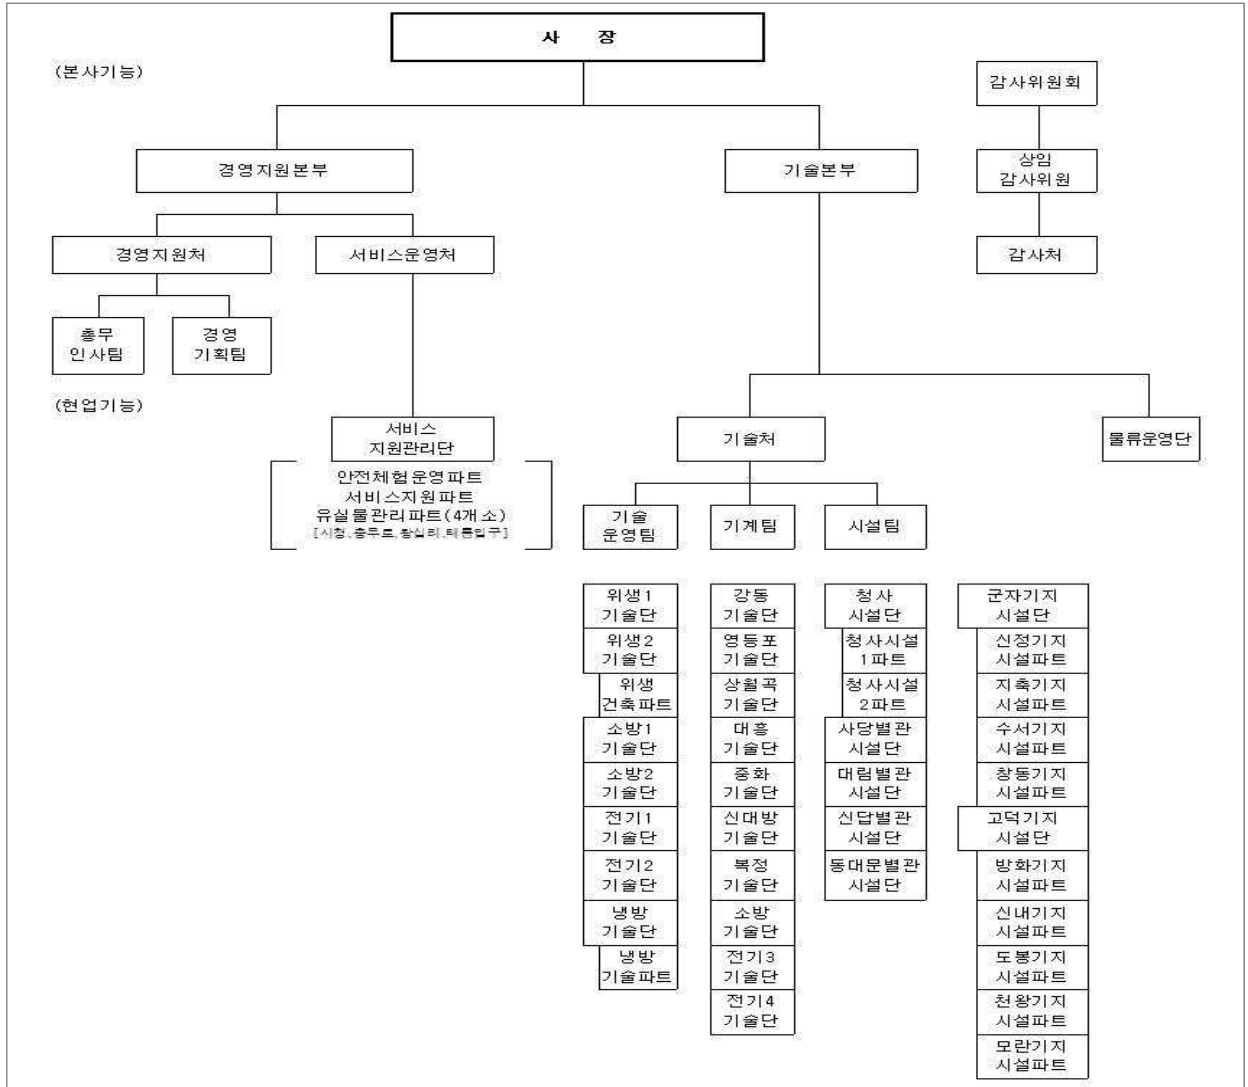 사 장
(본사기능)
감사위원회
경영지원본부
기술본부
상임
감사위원
경영지원처
서비스운영처
감사처
총무
인사팀
경영
기획팀
(현업기능)
서비스
지원관리단
기술처
물류운영단
안전체험운영파트
서비스지원파트
유실물관리파트(4개소)
[시청,충무로,왕십리,태릉입구]
기술
운영팀
기계팀
시설팀
위생1
기술단
위생2
기술단
위생
건축파트
소방1
기술단
소방2
기술단
전기1
기술단
전기2
기술단
냉방
기술단
냉방
기술파트
강동
기술단
영등포
기술단
상월곡
기술단
대흥
기술단
중화
기술단
신대방
기술단
복정
기술단
소방
기술단
전기3
기술단
전기4
기술단
청사
시설단
청사시설
1파트
청사시설
2파트
사당별관
시설단
대림별관
시설단
신답별관
시설단
동대문별관
시설단
군자기지
시설단
신정기지
시설파트
지축기지
시설파트
수서기지
시설파트
창동기지
시설파트
고덕기지
시설단
방화기지
시설파트
신내기지
시설파트
도봉기지
시설파트
천왕기지
시설파트
모란기지
시설파트